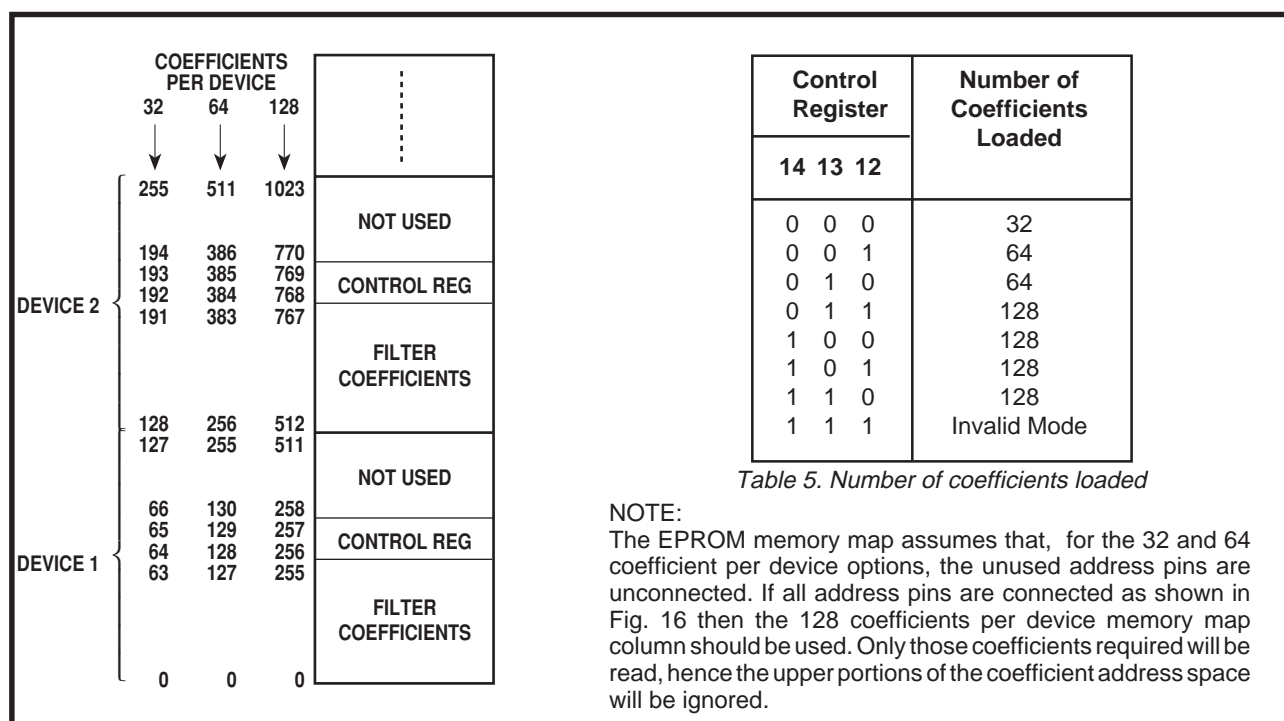 COEFFICIENTS
PER DEVICE
32 64 128
255 511 1023
NOT USED
194 386 770
193 385 769
CONTROL REG
192 384 768
DEVICE 2
191 383 767
FILTER
COEFFICIENTS
128 256 512
127 255 511
NOT USED
66 130 258
65 129 257
CONTROL REG
64 128 256
DEVICE 1
63 127 255
FILTER
COEFFICIENTS
0 0 0
Control
Register
Number of
Coefficients
Loaded
14 13 12
0 0 0 32
0 0 1 64
0 1 0 64
0 1 1 128
1 0 0 128
1 0 1 128
1 1 0 128
1 1 1 Invalid Mode
Table 5. Number of coefficients loaded
NOTE:
The EPROM memory map assumes that, for the 32 and 64
coefficient per device options, the unused address pins are
unconnected. If all address pins are connected as shown in
Fig. 16 then the 128 coefficients per device memory map
column should be used. Only those coefficients required will be
read, hence the upper portions of the coefficient address space
will be ignored.